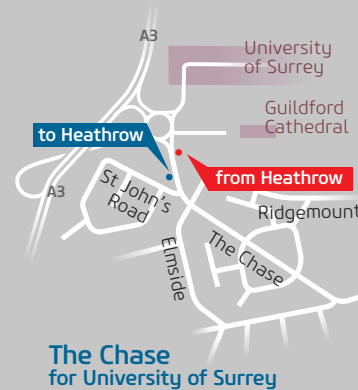 A3
University
of Surrey
Guildford
Cathedral
to Heathrow
from Heathrow
A3
St John's
Road
Ridgemount
Elmside
The Chase
The Chase
for University of Surrey